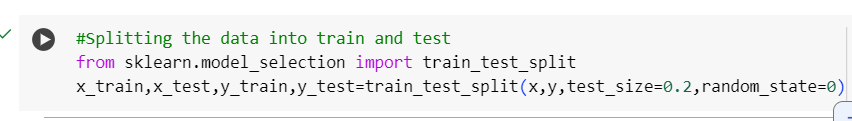 #Splitting the data into train and test
from sklearn.model_selection import train_test_split
x_train,x_test,y_train,y_test=train_test_split(x,y,test_size=0.2,random_state=0)